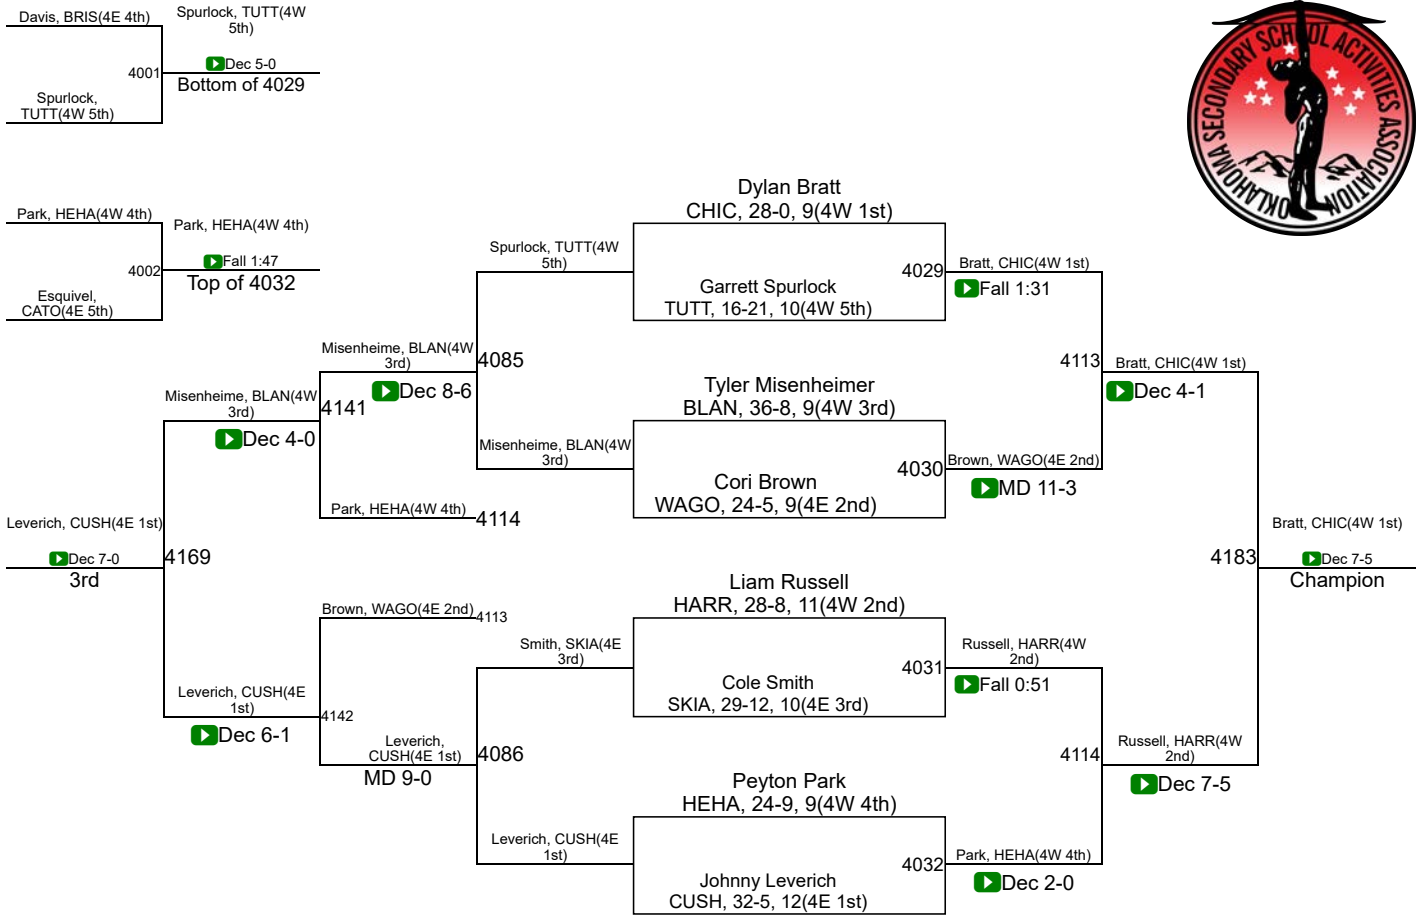 Davis, BRIS(4E 4th)
4001
Spurlock,
TUTT(4W 5th)
Spurlock, TUTT(4W
5th)
Dec 5-0
Bottom of 4029
OKLAHOMA SECONDARY SCHOOL ACTIVITIES ASSOCIATION
Park, HEHA(4W 4th)
4002
Esquivel,
CATO(4E 5th)
Park, HEHA(4W 4th)
Fall 1:47
Top of 4032
Dylan Bratt
CHIC, 28-0, 9(4W 1st)
4029
Garrett Spurlock
TUTT, 16-21, 10(4W 5th)
Tyler Misenheimer
BLAN, 36-8, 9(4W 3rd)
4030
Cori Brown
WAGO, 24-5, 9(4E 2nd)
Liam Russell
HARR, 28-8, 11(4W 2nd)
4031
Cole Smith
SKIA, 29-12, 10(4E 3rd)
Peyton Park
HEHA, 24-9, 9(4W 4th)
4032
Johnny Leverich
CUSH, 32-5, 12(4E 1st)
Bratt, CHIC(4W 1st)
Fall 1:31
4113
Brown, WAGO(4E 2nd)
MD 11-3
Russell, HARR(4W
2nd)
Fall 0:51
4114
Park, HEHA(4W 4th)
Dec 2-0
Bratt, CHIC(4W 1st)
Dec 4-1
4183
Russell, HARR(4W
2nd)
Dec 7-5
Bratt, CHIC(4W 1st)
Dec 7-5
Champion
Spurlock, TUTT(4W
5th)
4085
Misenheime, BLAN(4W
3rd)
Smith, SKIA(4E
3rd)
4086
Leverich, CUSH(4E
1st)
Misenheime, BLAN(4W
3rd)
Dec 8-6
4141
Park, HEHA(4W 4th)
4114
Brown, WAGO(4E 2nd)
4113
4142
Leverich,
CUSH(4E 1st)
MD 9-0
Misenheime, BLAN(4W
3rd)
Dec 4-0
4169
Leverich, CUSH(4E
1st)
Dec 6-1
Leverich, CUSH(4E 1st)
Dec 7-0
3rd